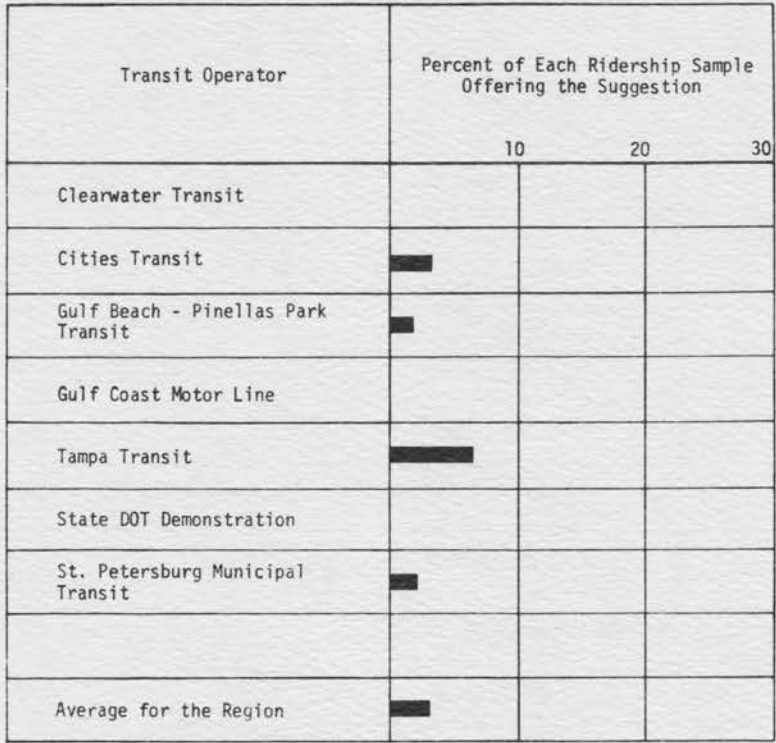 Transit Operator
Percent of Each Ridership Sample
Offering the Suggestion
10 20 30
Clearwater Transit
Cities Transit
Gulf Beach - Pinellas Park
Transit
Gulf Coast Motor Line
Tampa Transit
State DOT Demonstration
St. Petersburg Municipal
Transit
Average for the Region